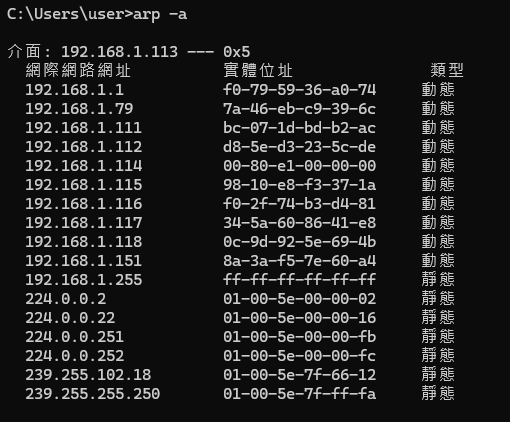 C:\Users\user>arp -a
介面: 192.168.1.113 --- 0x5
網際網路網址 實體位址 類型
192.168.1.1 f0-79-59-36-a0-74 動態
192.168.1.79 7a-46-eb-c9-39-6c 動態
192.168.1.111 bc-07-1d-bd-b2-ac 動態
192.168.1.112 d8-5e-d3-23-5c-de 動態
192.168.1.114 00-80-e1-00-00-00 動態
192.168.1.115 98-10-e8-f3-37-1a 動態
192.168.1.116 f0-2f-74-b3-d4-81 動態
192.168.1.117 34-5a-60-86-41-e8 動態
192.168.1.118 0c-9d-92-5e-69-4b 動態
192.168.1.151 8a-3a-f5-7e-60-a4 動態
192.168.1.255 ff-ff-ff-ff-ff-ff 靜態
224.0.0.2 01-00-5e-00-00-02 靜態
224.0.0.22 01-00-5e-00-00-16 靜態
224.0.0.251 01-00-5e-00-00-fb 靜態
224.0.0.252 01-00-5e-00-00-fc 靜態
239.255.102.18 01-00-5e-7f-66-12 靜態
239.255.255.250 01-00-5e-7f-ff-fa 靜態